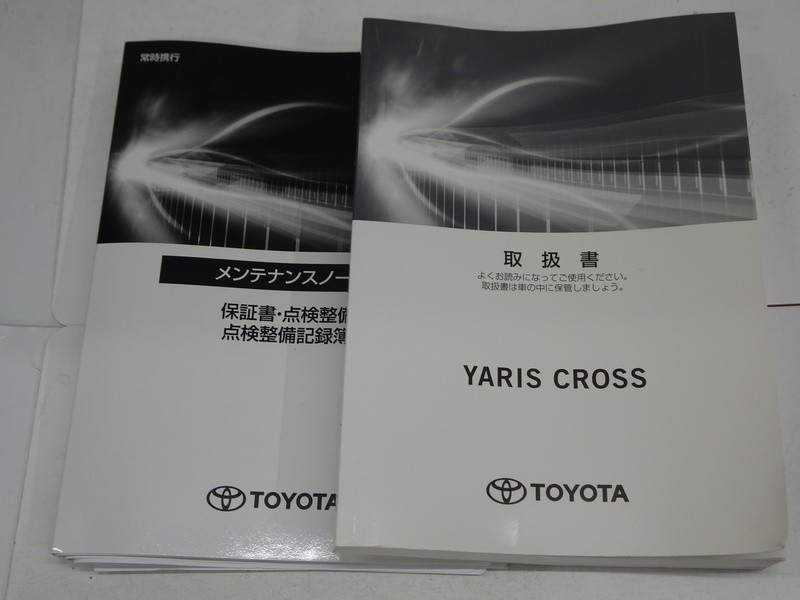 常時携行
メンテナンスノー
保証書・点検整備
点検整備記録簿
TOYOTA
取扱書
よくお読みになってご使用ください。
取扱書は車の中に保管しましょう。
YARIS CROSS
TOYOTA